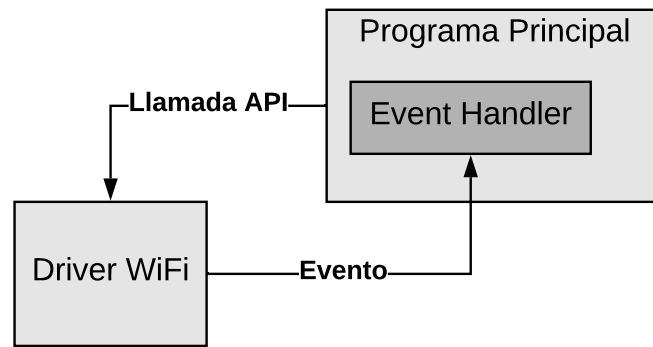 Programa Principal
Llamada API
Event Handler
Driver WiFi
Evento